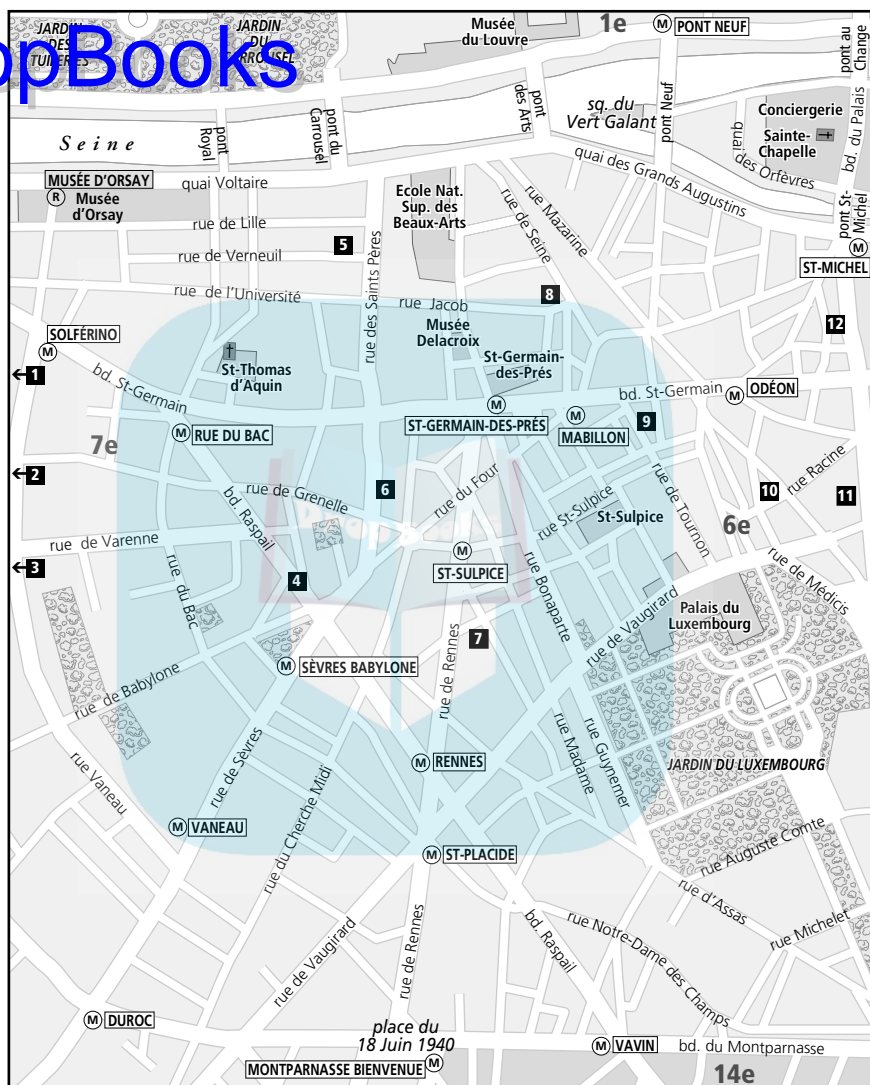 JARDIN
DES
TUILERIES
JARDIN
DU
CARROUSEL
opBooks
Musée
du Louvre
1e
M PONT NEUF
pont au
Change
Seine
pont
Royal
pont du
Carrousel
pont
des Arts
sq. du
Vert Galant
pont Neuf
Conciergerie
Sainte-
Chapelle
bd. du Palais
quai
des Orfèvres
MUSÉE D'ORSAY
R Musée
d'Orsay
quai Voltaire
quai des Grands Augustins
pont St-
Michel
Ecole Nat.
Sup. des
Beaux-Arts
rue de Seine
rue Mazarine
rue de Lille
5
rue de Verneuil
rue des Saints Pères
M
ST-MICHEL
rue de l'Université
rue Jacob
8
12
SOLFÉRINO
M
Musée
Delacroix
St-Thomas
d'Aquin
St-Germain-
des-Prés
1
bd. St-Germain
bd. St-Germain
M ODÉON
M
ST-GERMAIN-DES-PRÉS
M
MABILLON
9
M RUE DU BAC
7e
2
6
rue de Grenelle
rue du Four
bd. Raspail
DropBooks
rue St-Sulpice
St-Sulpice
rue de Tournon
10
rue Racine
11
6e
rue de Varenne
M
ST-SULPICE
3
4
rue du Bac
rue Bonaparte
rue de Vaugirard
Palais du
Luxembourg
rue de Médicis
7
rue de Rennes
M SÈVRES BABYLONE
rue de Babylone
rue Madame
rue Guynemer
rue Vaneau
rue de Sèvres
M RENNES
JARDIN DU LUXEMBOURG
rue du Cherche Midi
M VANEAU
M ST-PLACIDE
rue Auguste Comte
rue d'Assas
rue Michelet
rue de Vaugirard
rue de Rennes
bd. Raspail
rue Notre-Dame des Champs
M DUROC
place du
18 Juin 1940
M VAVIN
bd. du Montparnasse
MONTPARNASSE BIENVENUE M
14e